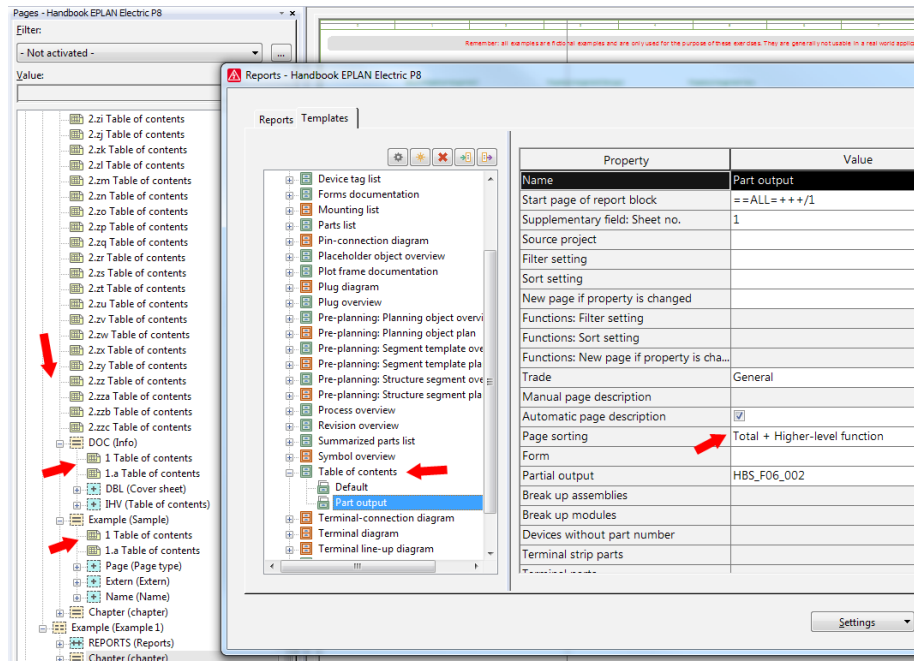 Pages - Handbook EPLAN Electric P8
Filter:
- Not activated -
...
Value:
2.zi Table of contents
2.zj Table of contents
2.zk Table of contents
2.zl Table of contents
2.zm Table of contents
2.zn Table of contents
2.zo Table of contents
2.zp Table of contents
2.zq Table of contents
2.zr Table of contents
2.zs Table of contents
2.zt Table of contents
2.zu Table of contents
2.zv Table of contents
2.zw Table of contents
2.zx Table of contents
2.zy Table of contents
2.zz Table of contents
2.zza Table of contents
2.zzb Table of contents
2.zzc Table of contents
DOC (Info)
1 Table of contents
1.a Table of contents
DBL (Cover sheet)
IHV (Table of contents)
Example (Sample)
1 Table of contents
1.a Table of contents
Page (Page type)
Extern (Extern)
Name (Name)
Chapter (chapter)
Example (Example1)
REPORTS (Reports)
Chapter (chapter)
Remember: all examples are fictional examples and are only used for the purpose of these exercises. They are generally not usable in a real world applic
Reports - Handbook EPLAN Electric P8
Reports
Templates
Device tag list
Forms documentation
Mounting list
Parts list
Pin-connection diagram
Placeholder object overview
Plot frame documentation
Plug diagram
Plug overview
Pre-planning: Planning object overvi
Pre-planning: Planning object plan
Pre-planning: Segment template ove
Pre-planning: Segment template pla
Pre-planning: Structure segment ove
Pre-planning: Structure segment pla
Process overview
Revision overview
Summarized parts list
Symbol overview
Table of contents
Default
Part output
Terminal-connection diagram
Terminal diagram
Terminal line-up diagram
Property Value
Name Part output
Start page of report block ==ALL=+++/1
Supplementary field: Sheet no. 1
Source project
Filter setting
Sort setting
New page if property is changed
Functions: Filter setting
Functions: Sort setting
Functions: New page if property is cha...
Trade General
Manual page description
Automatic page description
Page sorting Total + Higher-level function
Form
Partial output HBS_F06_002
Break up assemblies
Break up modules
Devices without part number
Terminal strip parts
Terminal parts
Settings